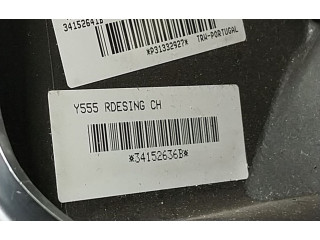 34152641B
*P31332927* TRW-PORTUGAL
Y555 RDESING CH
*34152636B*